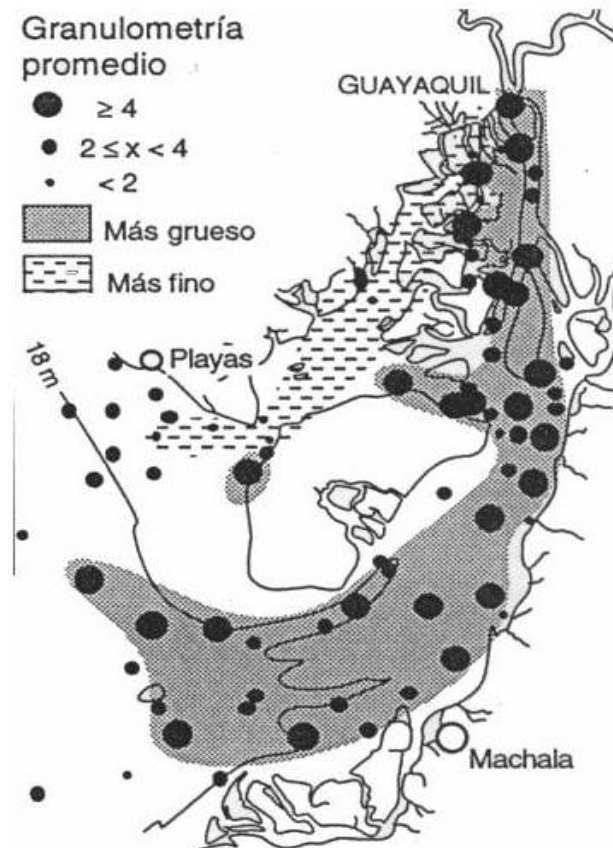 Granulometría
promedio
≥ 4
2 ≤ x < 4
< 2
Más grueso
Más fino
GUAYAQUIL
Playas
18 m
Machala